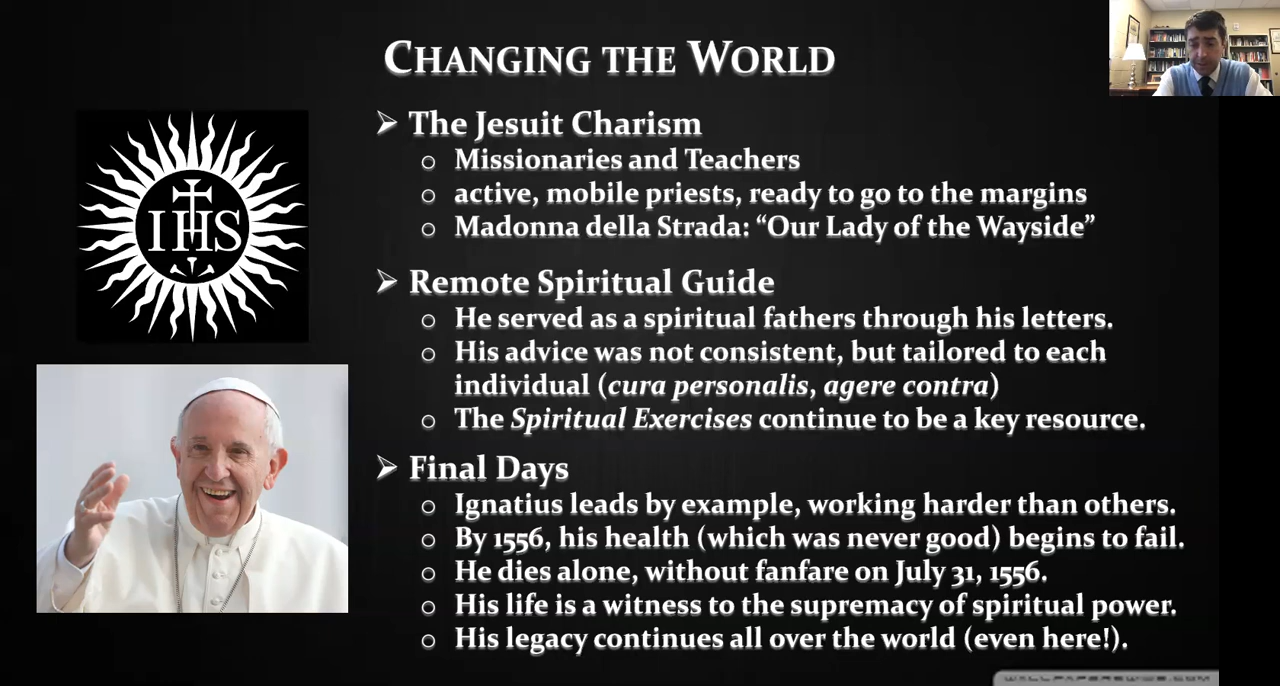 CHANGING THE WORLD
➢ The Jesuit Charism
o Missionaries and Teachers
o active, mobile priests, ready to go to the margins
o Madonna della Strada: “Our Lady of the Wayside”
IHS
➢ Remote Spiritual Guide
o He served as a spiritual fathers through his letters.
o His advice was not consistent, but tailored to each
individual (cura personalis, agere contra)
o The Spiritual Exercises continue to be a key resource.
➢ Final Days
o Ignatius leads by example, working harder than others.
o By 1556, his health (which was never good) begins to fail.
o He dies alone, without fanfare on July 31, 1556.
o His life is a witness to the supremacy of spiritual power.
o His legacy continues all over the world (even here!).